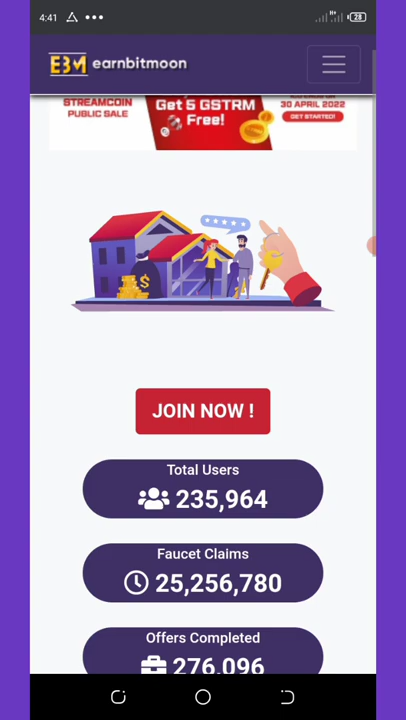 4:41
28
EBM earnbitmoon
STREAMCOIN
PUBLIC SALE
Get 5 GSTRM
Free!
30 APRIL 2022
GET STARTED!
JOIN NOW !
Total Users
235,964
Faucet Claims
25,256,780
Offers Completed
276,096